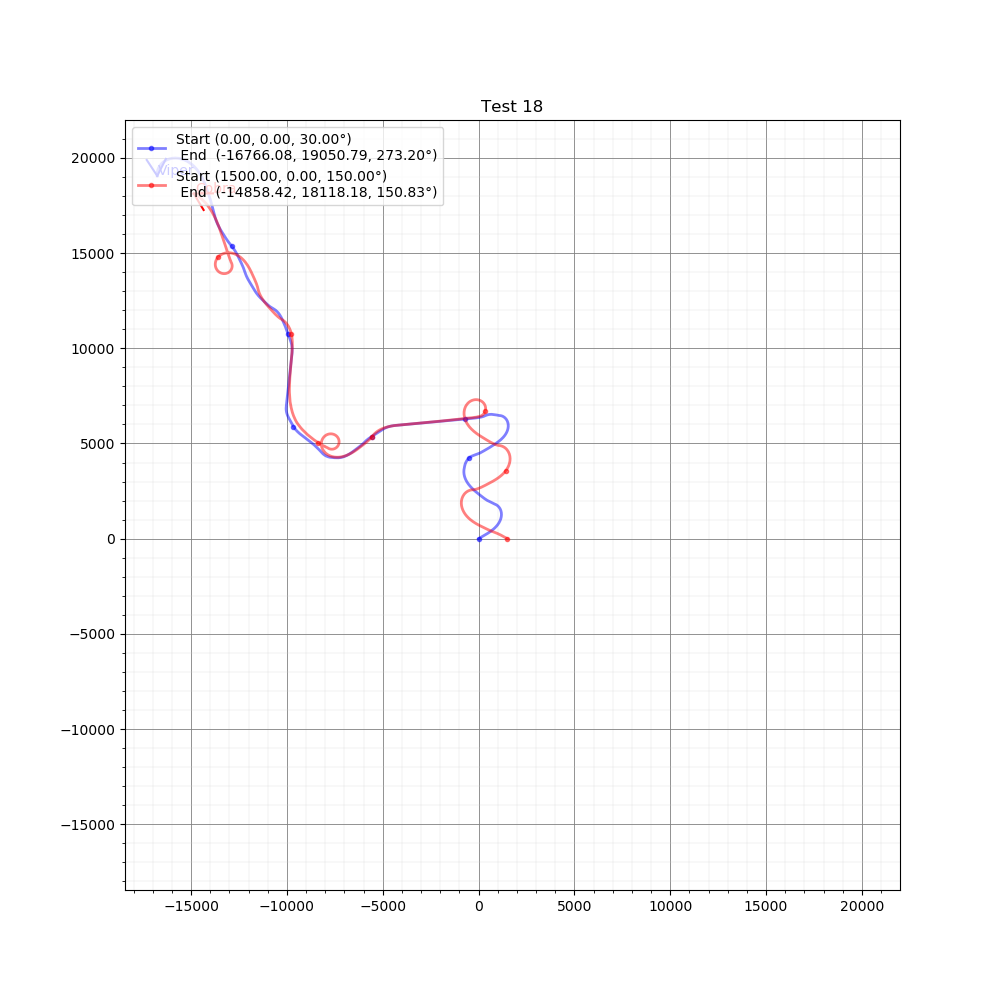 Test 18
Start (0.00, 0.00, 30.00°)
End (-16766.08, 19050.79, 273.20°)
Start (1500.00, 0.00, 150.00°)
End (-14858.42, 18118.18, 150.83°)
Viper
20000
15000
10000
5000
0
−5000
−10000
−15000
−15000 −10000 −5000 0 5000 10000 15000 20000